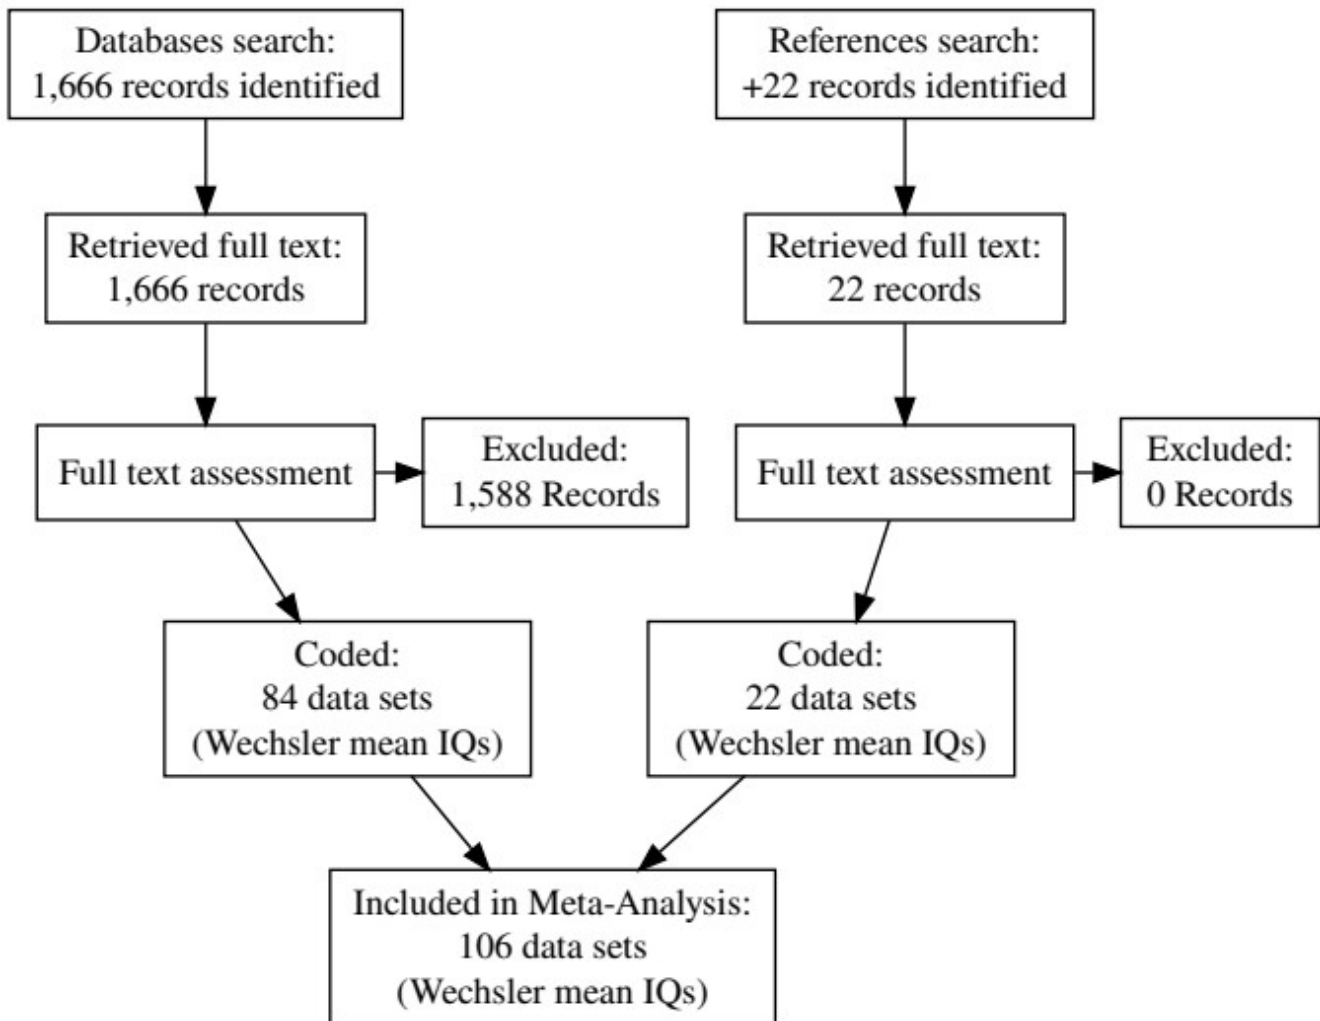 Databases search:
1,666 records identified
References search:
+22 records identified
Retrieved full text:
1,666 records
Retrieved full text:
22 records
Full text assessment
Excluded:
1,588 Records
Full text assessment
Excluded:
0 Records
Coded:
84 data sets
(Wechsler mean IQs)
Coded:
22 data sets
(Wechsler mean IQs)
Included in Meta-Analysis:
106 data sets
(Wechsler mean IQs)